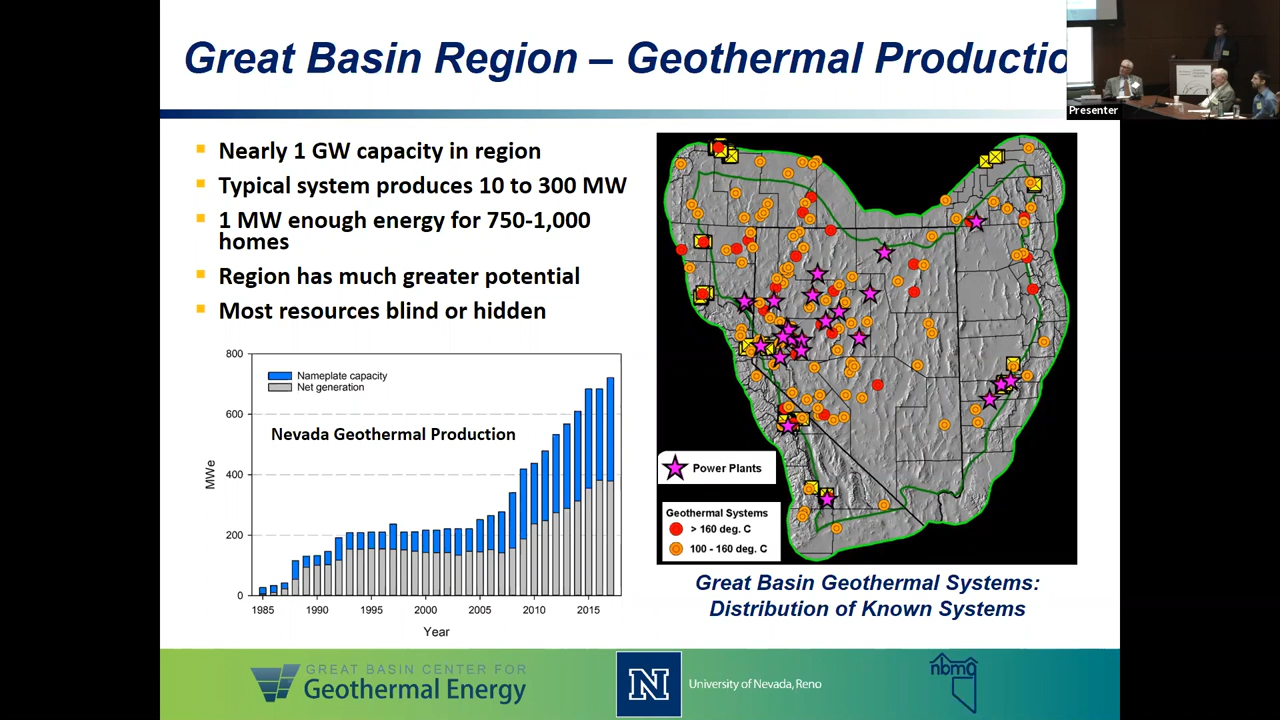 Great Basin Region – Geothermal Productio
Presenter
Nearly 1 GW capacity in region
Typical system produces 10 to 300 MW
1 MW enough energy for 750-1,000
homes
Region has much greater potential
Most resources blind or hidden
800
600
400
200
0
MWe
Nameplate capacity
Net generation
Nevada Geothermal Production
1985
1990
1995
2000
2005
2010
2015
Year
Power Plants
Geothermal Systems
> 160 deg. C
100 - 160 deg. C
Great Basin Geothermal Systems:
Distribution of Known Systems
GREAT BASIN CENTER FOR
Geothermal Energy
N
University of Nevada, Reno
nbmg